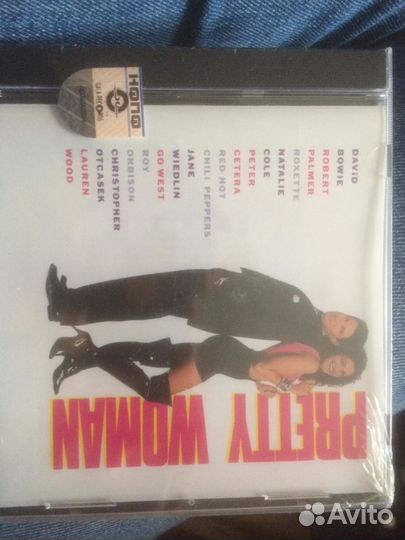 DAVID
BOWIE
ROBERT
PALMER
ROXETTE
NATALIE
COLE
PETER
CETERA
RED HOT
CHILI PEPPERS
JANE
WIEDLIN
GO WEST
ROY
ORBISON
CHRISTOPHER
OTCASEK
LAUREN
WOOD
PRETTY WOMAN
Avito